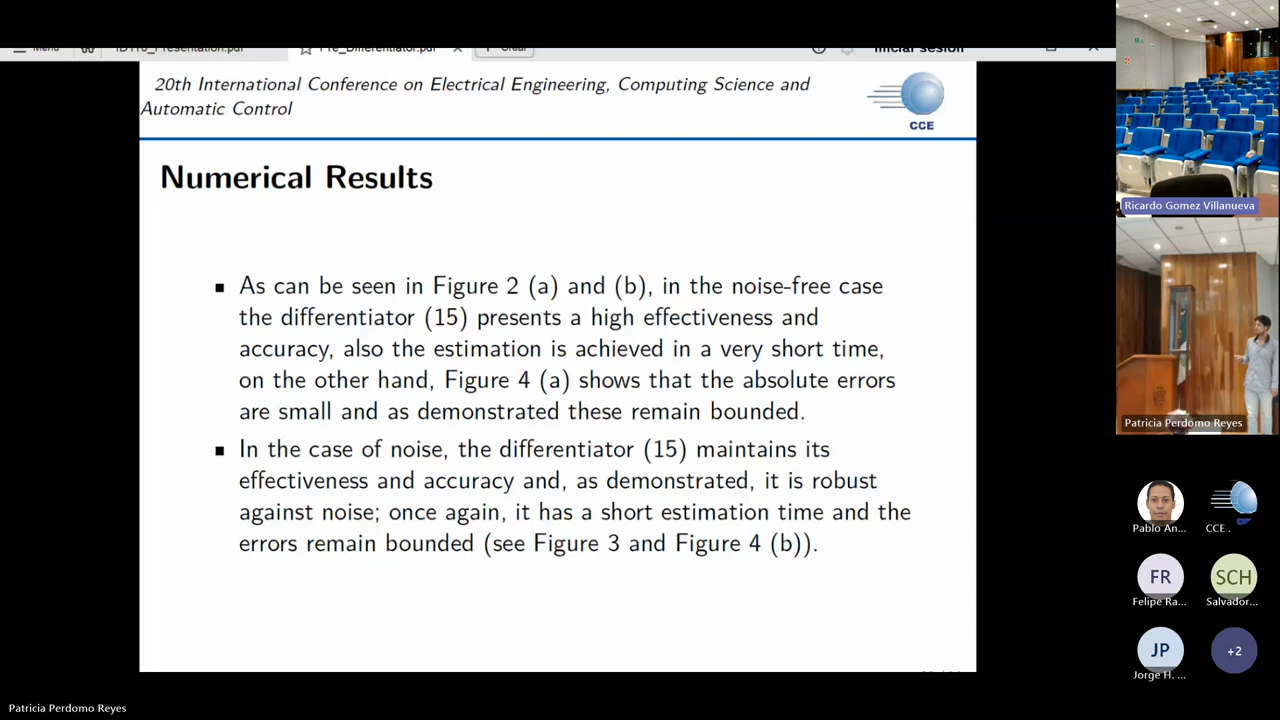 Menu
ID110_Presentation.pdf
Pre_Differentiator.pdf
Crear
Iniciar sesión
20th International Conference on Electrical Engineering, Computing Science and
Automatic Control
CCE
Numerical Results
▪ As can be seen in Figure 2 (a) and (b), in the noise-free case
the differentiator (15) presents a high effectiveness and
accuracy, also the estimation is achieved in a very short time,
on the other hand, Figure 4 (a) shows that the absolute errors
are small and as demonstrated these remain bounded.
▪ In the case of noise, the differentiator (15) maintains its
effectiveness and accuracy and, as demonstrated, it is robust
against noise; once again, it has a short estimation time and the
errors remain bounded (see Figure 3 and Figure 4 (b)).
Ricardo Gomez Villanueva
Patricia Perdomo Reyes
Pablo An...
CCE .
FR
SCH
Felipe Ra...
Salvador...
JP
+2
Jorge H. ...
Patricia Perdomo Reyes